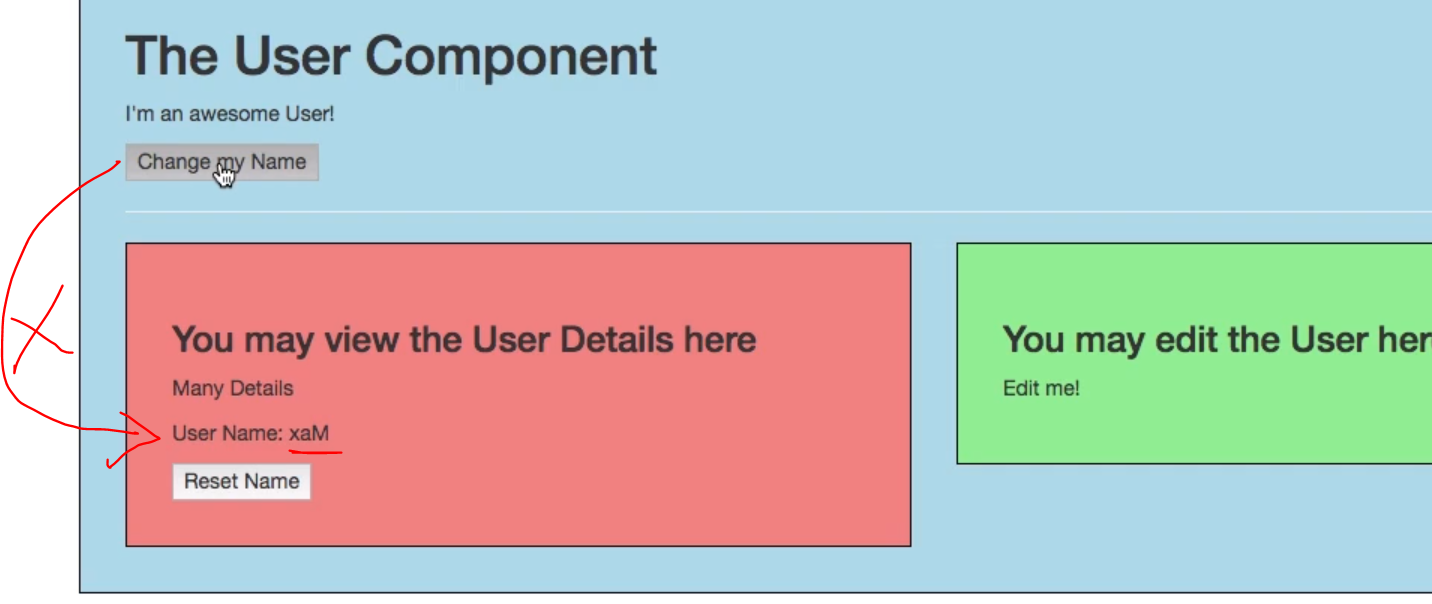 The User Component
I'm an awesome User!
Change my Name
You may view the User Details here
Many Details
User Name: xaM
Reset Name
You may edit the User her
Edit me!